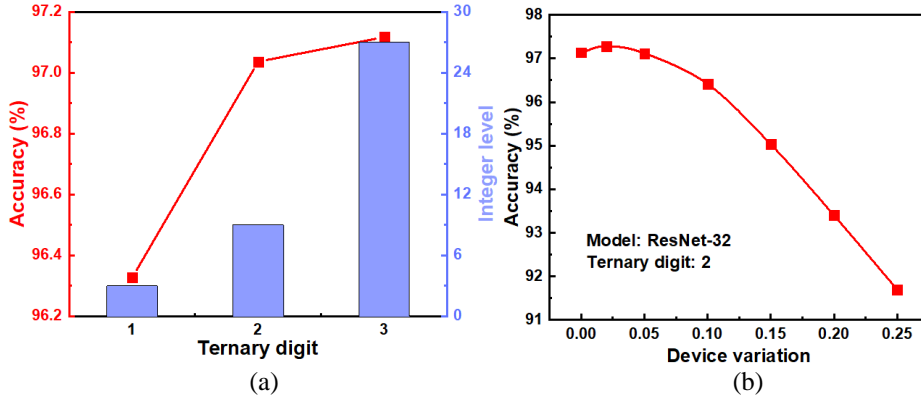 97.2
97.0
96.8
96.6
96.4
96.2
Accuracy (%)
30
24
18
12
6
0
Integer level
1 2 3
Ternary digit
(a)
98
97
96
95
94
93
92
91
Accuracy (%)
Model: ResNet-32
Ternary digit: 2
0.00 0.05 0.10 0.15 0.20 0.25
Device variation
(b)